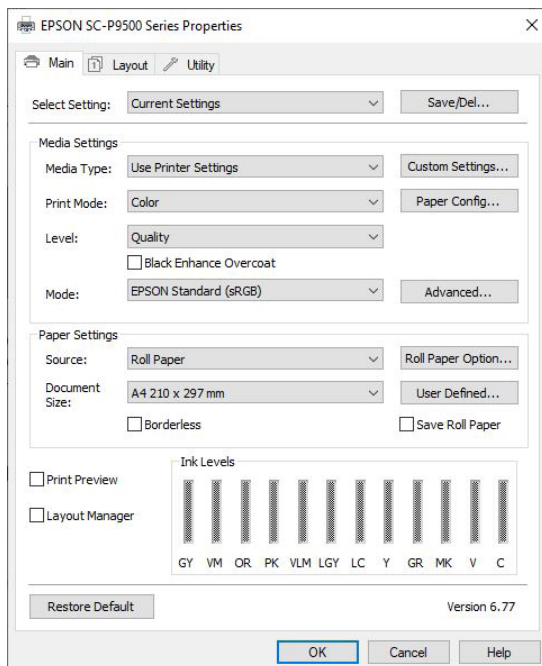 EPSON SC-P9500 Series Properties
Main Layout Utility
Select Setting: Current Settings Save/Del...
Media Settings
Media Type: Use Printer Settings Custom Settings...
Print Mode: Color Paper Config...
Level: Quality
Black Enhance Overcoat
Mode: EPSON Standard (sRGB) Advanced...
Paper Settings
Source: Roll Paper Roll Paper Option...
Document Size: A4 210 x 297 mm User Defined...
Borderless Save Roll Paper
Ink Levels
Print Preview
Layout Manager
GY VM OR PK VLM LGY LC Y GR MK V C
Restore Default Version 6.77
OK Cancel Help